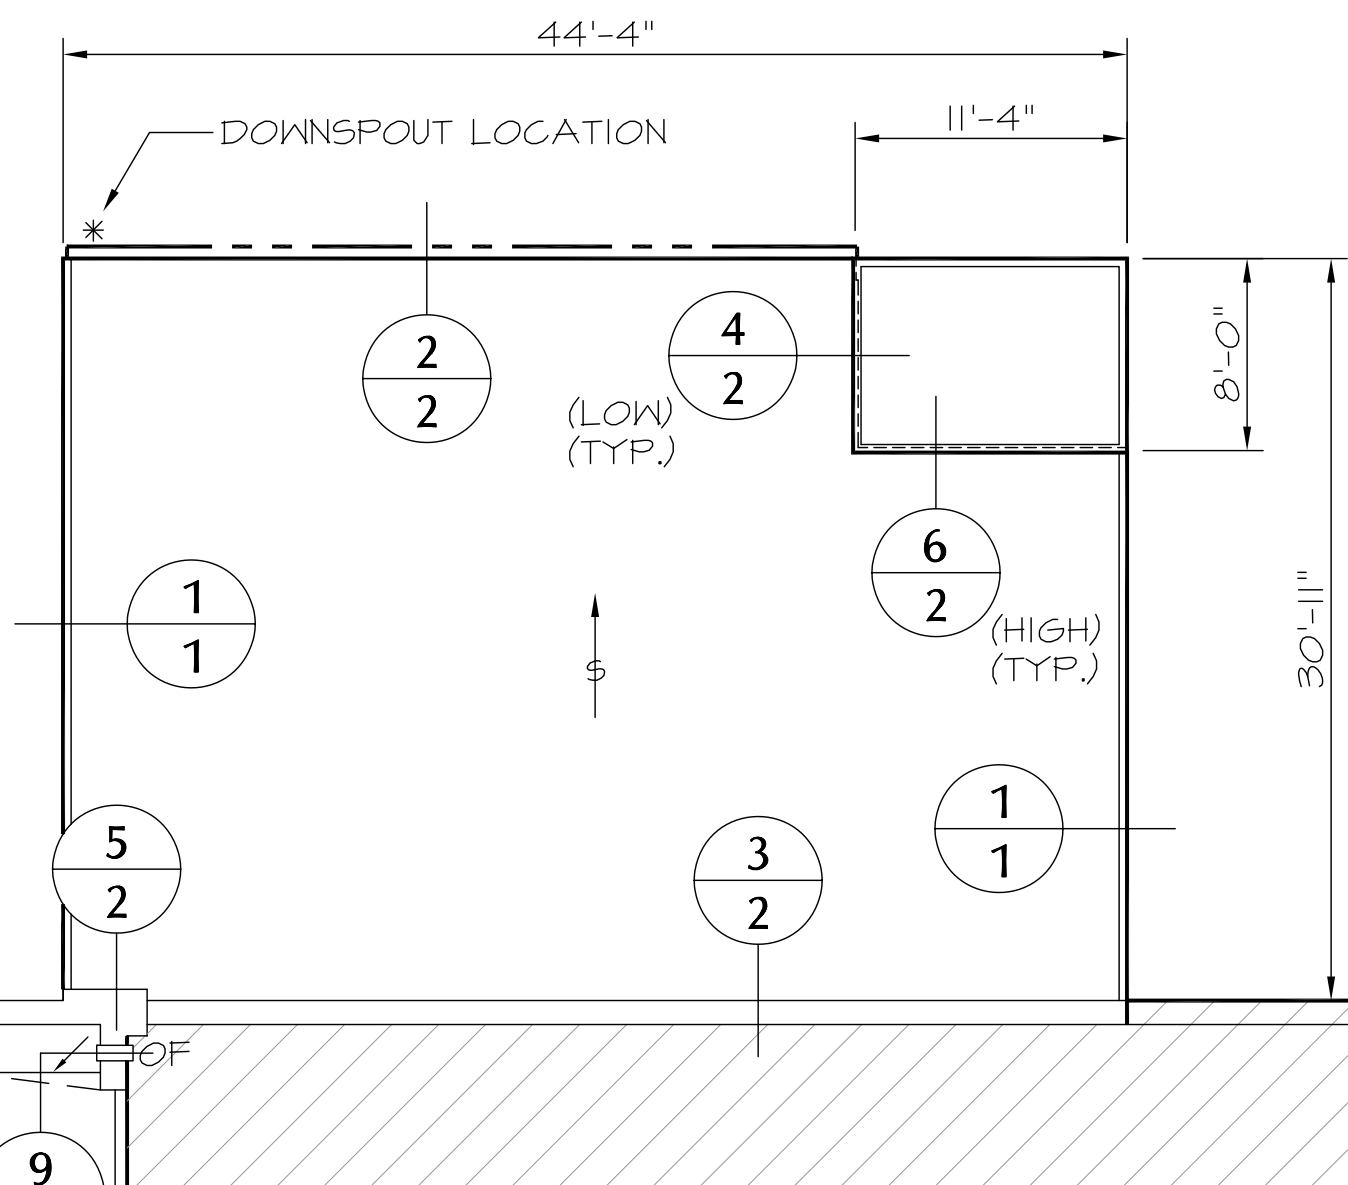 44'-4"
11'-4"
DOWNSPOUT LOCATION
*
2
2
4
2
8'-0"
(LOW)
(TYP.)
6
2
1
1
(HIGH)
(TYP.)
30'-11"
S
1
1
5
2
3
2
OF
9